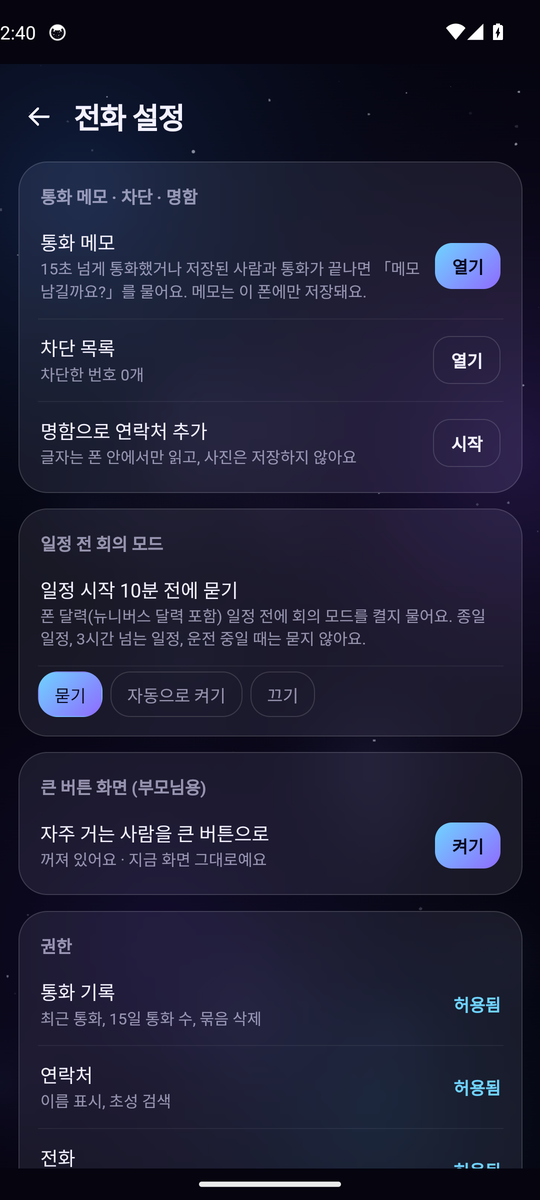 2:40
전화 설정
통화 메모 · 차단 · 명함
통화 메모
15초 넘게 통화했거나 저장된 사람과 통화가 끝나면 「메모
남길까요?」를 물어요. 메모는 이 폰에만 저장돼요.
열기
차단 목록
차단한 번호 0개
열기
명함으로 연락처 추가
글자는 폰 안에서만 읽고, 사진은 저장하지 않아요
시작
일정 전 회의 모드
일정 시작 10분 전에 묻기
폰 달력(뉴니버스 달력 포함) 일정 전에 회의 모드를 켤지 물어요. 종일
일정, 3시간 넘는 일정, 운전 중일 때는 묻지 않아요.
묻기 자동으로 켜기 끄기
큰 버튼 화면 (부모님용)
자주 거는 사람을 큰 버튼으로
꺼져 있어요 · 지금 화면 그대로예요
켜기
권한
통화 기록
최근 통화, 15일 통화 수, 묶음 삭제
허용됨
연락처
이름 표시, 초성 검색
허용됨
전화
허용됨